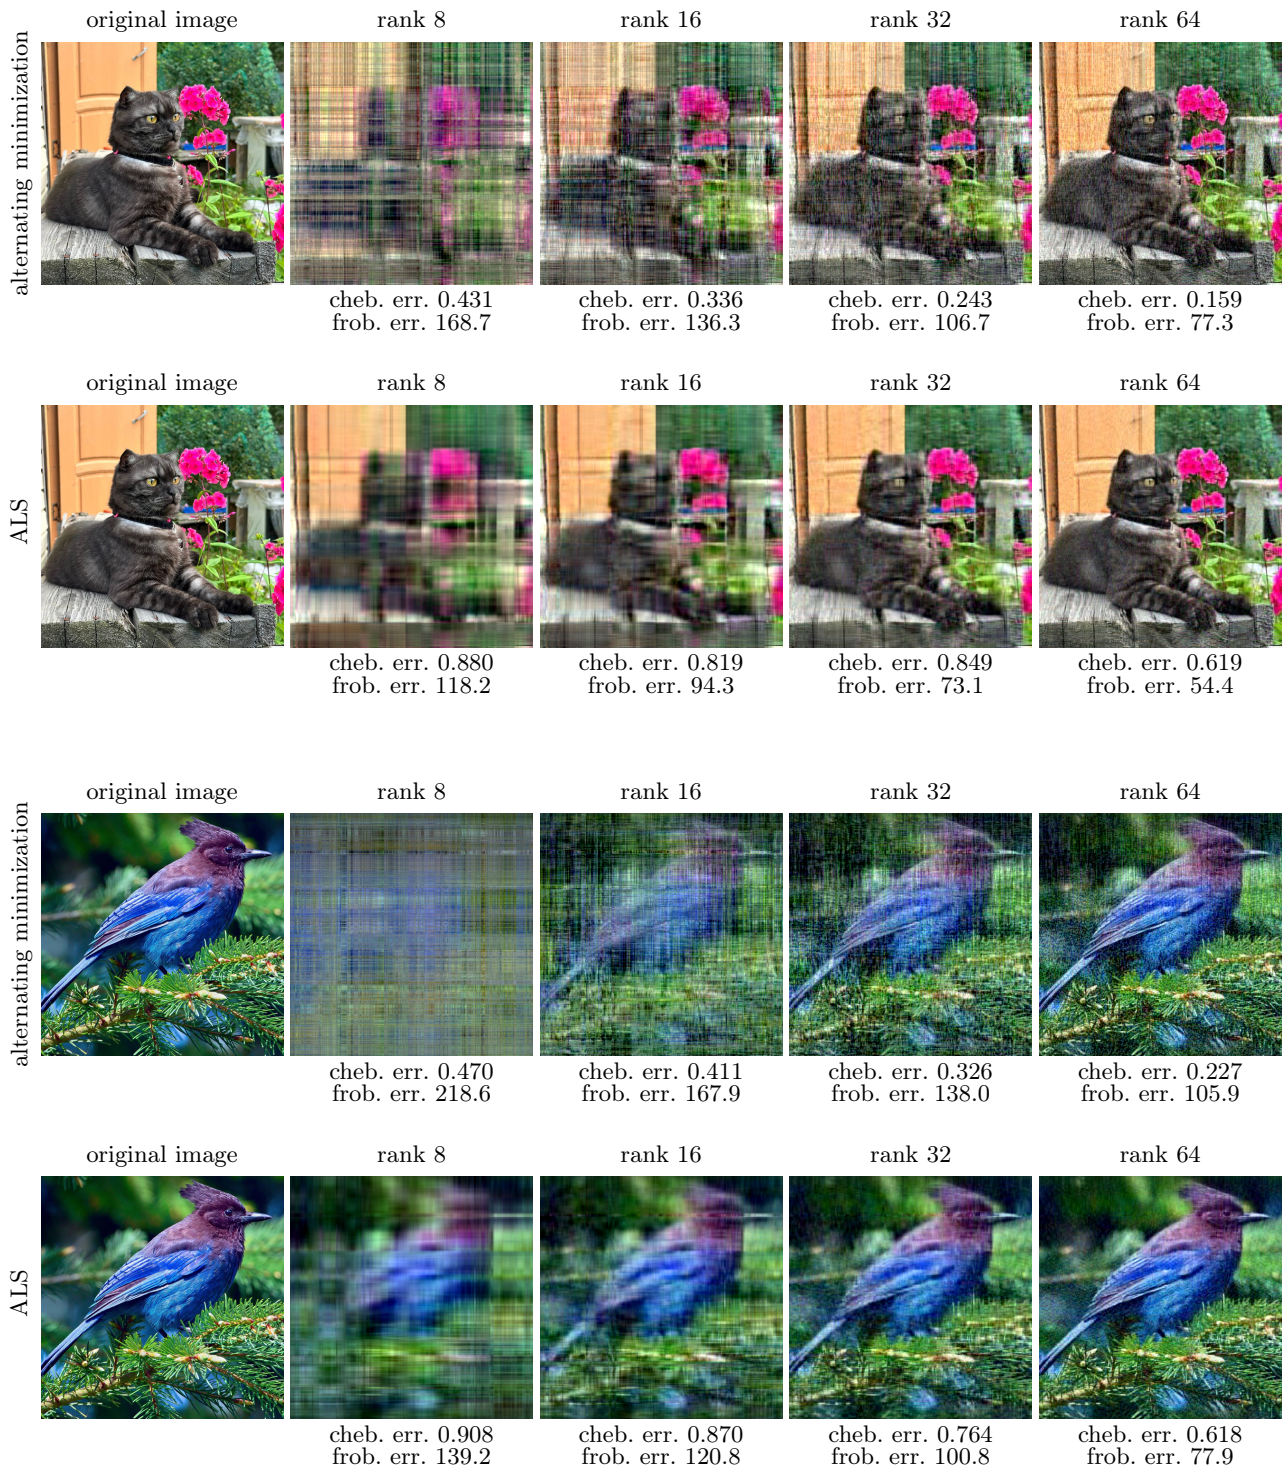 original image
rank 8
rank 16
rank 32
rank 64
alternating minimization
cheb. err. 0.431
frob. err. 168.7
cheb. err. 0.336
frob. err. 136.3
cheb. err. 0.243
frob. err. 106.7
cheb. err. 0.159
frob. err. 77.3
original image
rank 8
rank 16
rank 32
rank 64
ALS
cheb. err. 0.880
frob. err. 118.2
cheb. err. 0.819
frob. err. 94.3
cheb. err. 0.849
frob. err. 73.1
cheb. err. 0.619
frob. err. 54.4
original image
rank 8
rank 16
rank 32
rank 64
alternating minimization
cheb. err. 0.470
frob. err. 218.6
cheb. err. 0.411
frob. err. 167.9
cheb. err. 0.326
frob. err. 138.0
cheb. err. 0.227
frob. err. 105.9
original image
rank 8
rank 16
rank 32
rank 64
ALS
cheb. err. 0.908
frob. err. 139.2
cheb. err. 0.870
frob. err. 120.8
cheb. err. 0.764
frob. err. 100.8
cheb. err. 0.618
frob. err. 77.9